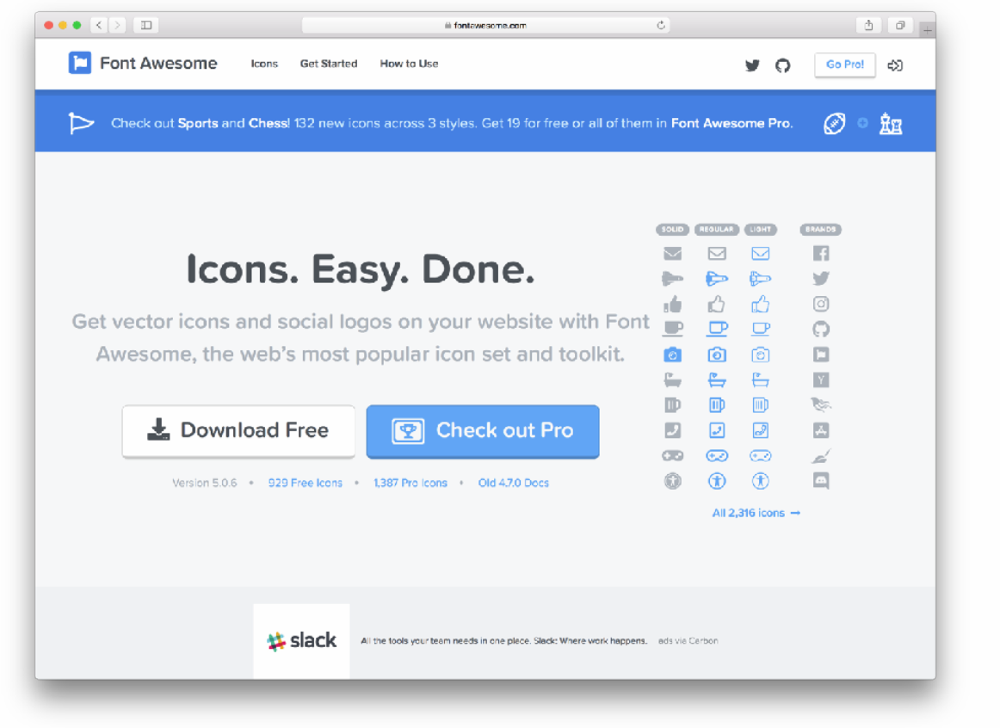 fontawesome.com
Font Awesome Icons Get Started How to Use Go Pro!
Check out Sports and Chess! 132 new icons across 3 styles. Get 19 for free or all of them in Font Awesome Pro.
SOLID REGULAR LIGHT BRANDS
Icons. Easy. Done.
Get vector icons and social logos on your website with Font
Awesome, the web's most popular icon set and toolkit.
Download Free Check out Pro
Version 5.0.6 • 929 Free Icons • 1,387 Pro Icons • Old 4.7.0 Docs
All 2,316 icons →
slack All the tools your team needs in one place. Slack: Where work happens. ads via Carbon